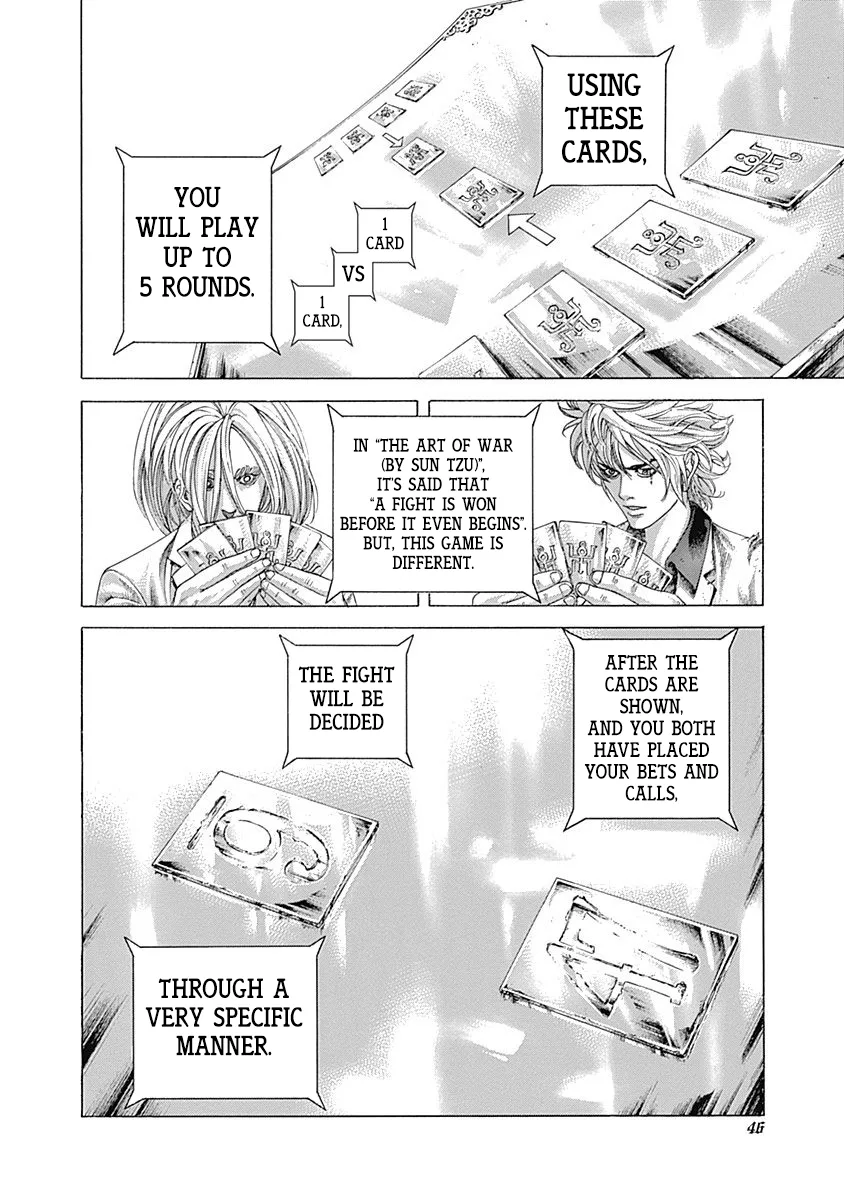 USING
THESE
CARDS,
YOU
WILL PLAY
UP TO
5 ROUNDS.
1
CARD
VS
1
CARD,
IN "THE ART OF WAR
(BY SUN TZU)",
IT'S SAID THAT
"A FIGHT IS WON
BEFORE IT EVEN BEGINS".
BUT, THIS GAME IS
DIFFERENT.
AFTER THE
CARDS ARE
SHOWN,
AND YOU BOTH
HAVE PLACED
YOUR BETS AND
CALLS,
THE FIGHT
WILL BE
DECIDED
THROUGH A
VERY SPECIFIC
MANNER.
46